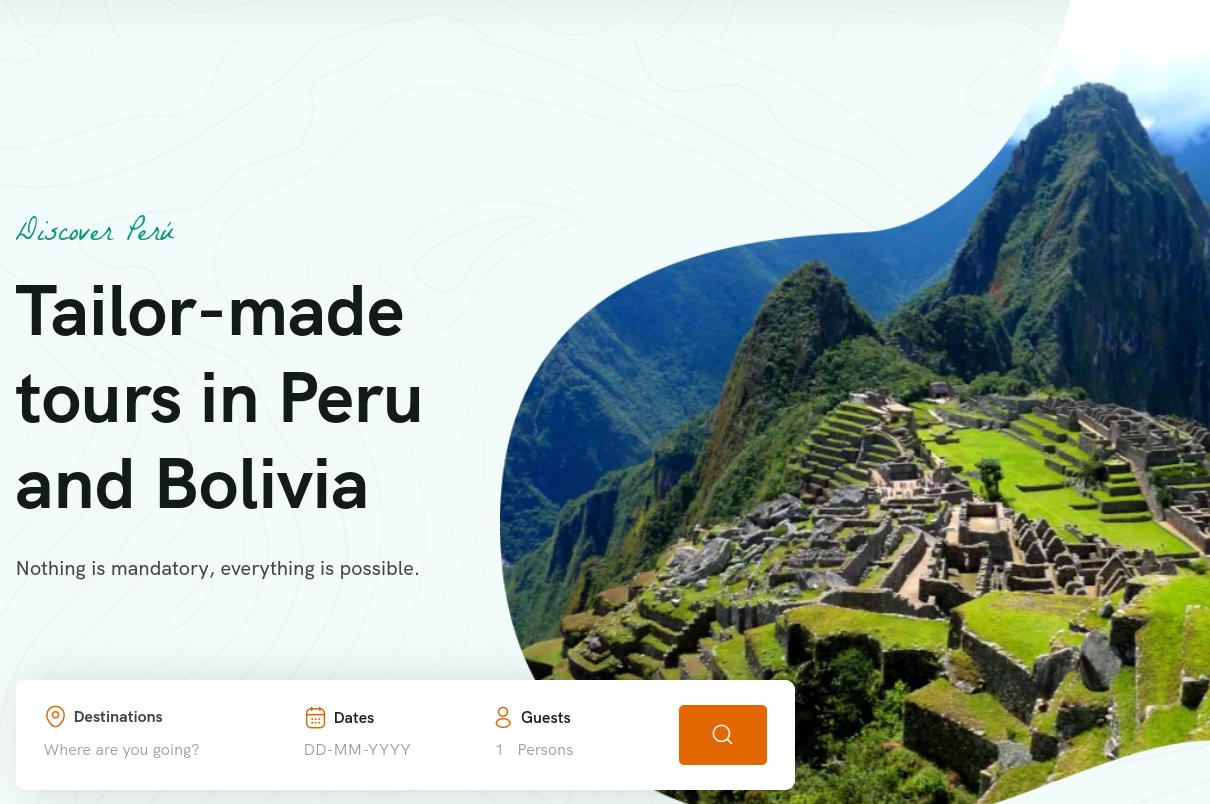 Discover Perú
Tailor-made
tours in Peru
and Bolivia
Nothing is mandatory, everything is possible.
Destinations
Where are you going?
Dates
DD-MM-YYYY
Guests
1 Persons